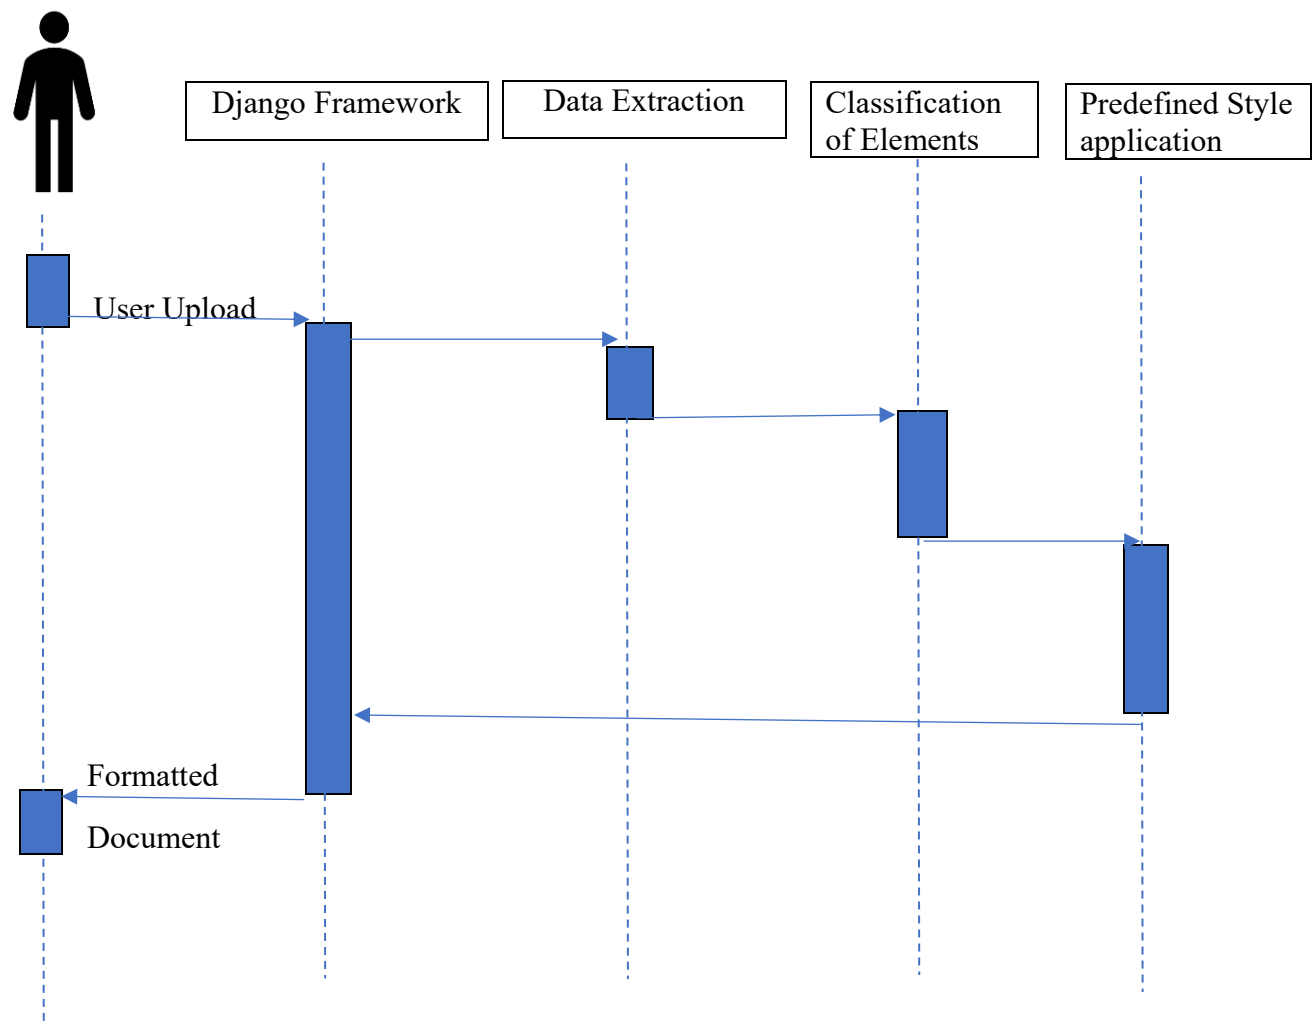 Django Framework
Data Extraction
Classification
of Elements
Predefined Style
application
User Upload
Formatted
Document